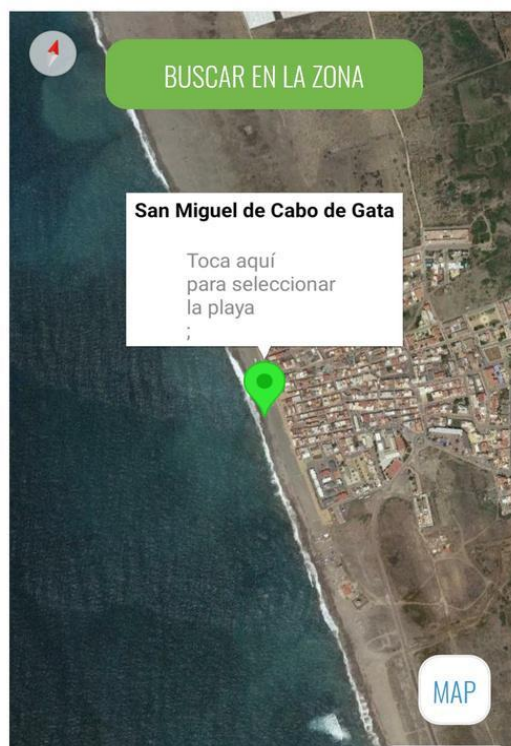 BUSCAR EN LA ZONA
San Miguel de Cabo de Gata
Toca aquí
para seleccionar
la playa
;
MAP